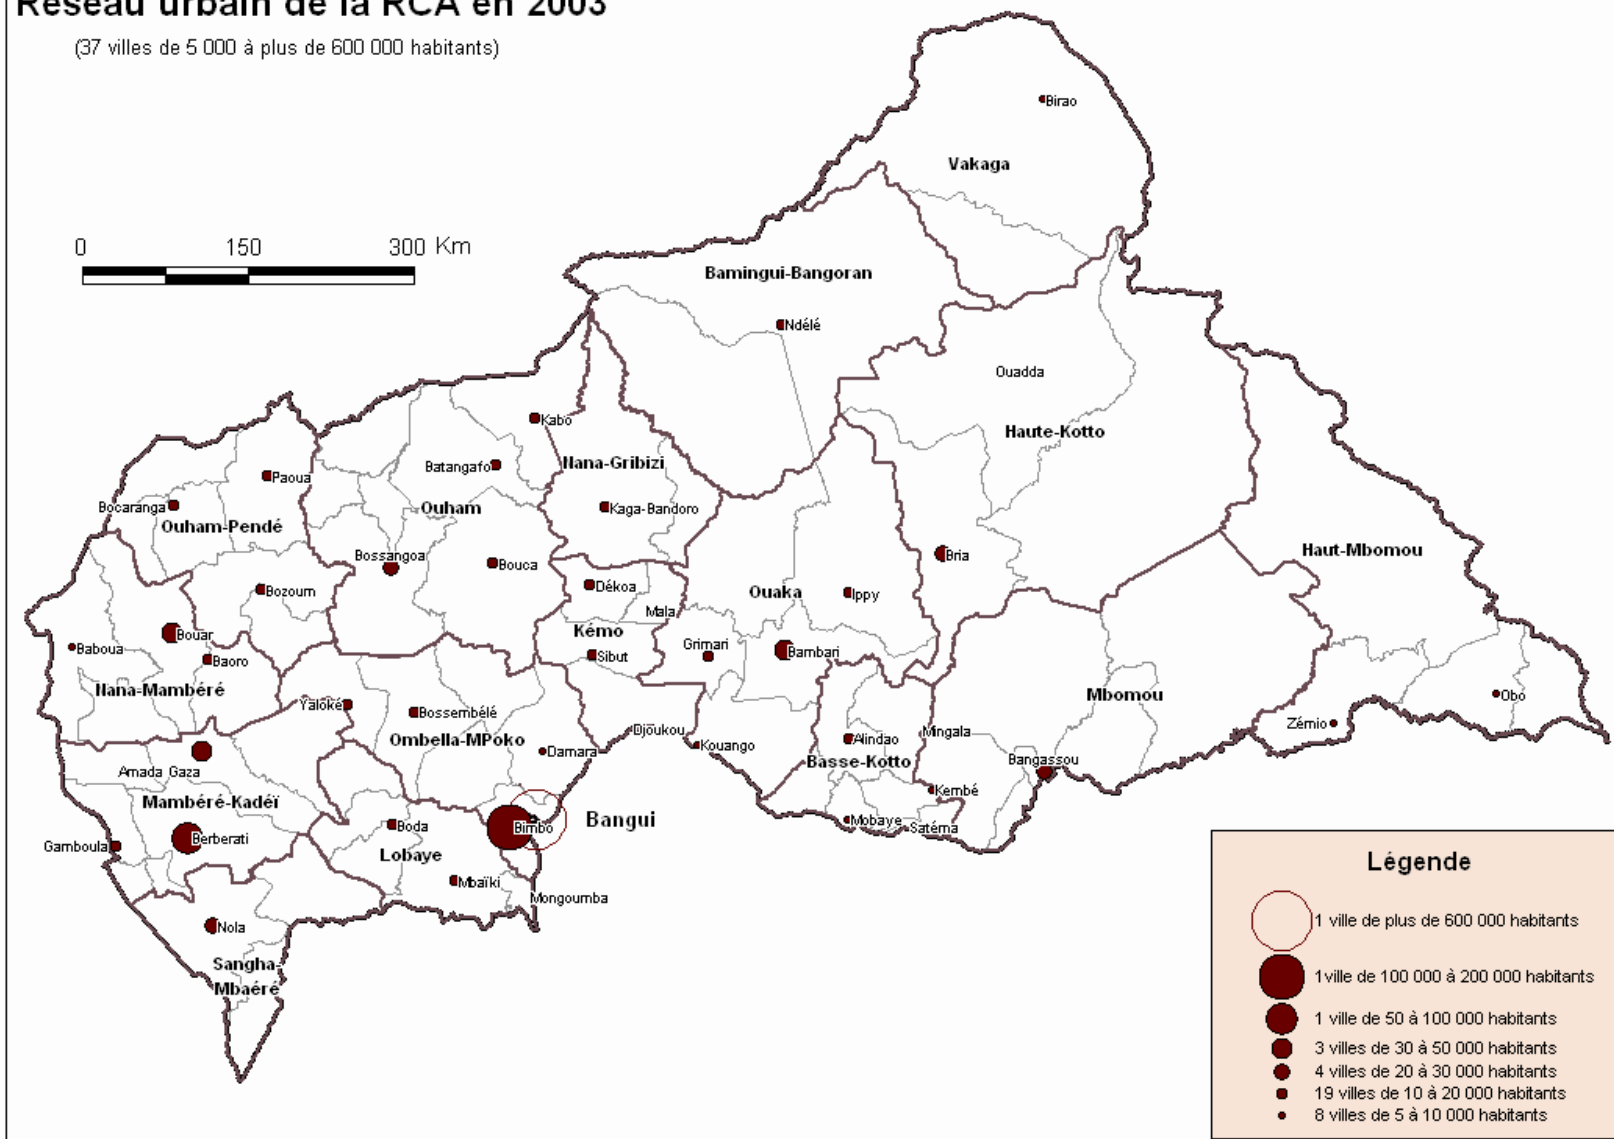 Réseau urbain de la RCA en 2003
(37 villes de 5 000 à plus de 600 000 habitants)
0 150 300 Km
Birao
Vakaga
Bamingui-Bangoran
Ndélé
Ouadda
Haute-Kotto
Kabo
Batangafo
Nana-Gribizi
Paoua
Bocaranga
Kaga-Bandoro
Ouham
Ouham-Pendé
Bossangoa
Bria
Haut-Mbomou
Bouca
Dékoa
Bozoum
Ouaka
Ippy
Mala
Kémo
Bouar
Baboua
Baoro
Sibut
Grimari
Bambari
Nana-Mambéré
Mbomou
Obo
Yaloké
Bossembélé
Zémio
Djoukou
Mingala
Ombella-MPoko
Alindao
Kouango
Damara
Bangassou
Basse-Kotto
Amada Gaza
Kembé
Mambéré-Kadéï
Bangui
Mobaye
Satéma
Boda
Bimbo
Berberati
Gamboula
Lobaye
Mbaïki
Mongoumba
Nola
Sangha-
Mbaéré
Légende
1 ville de plus de 600 000 habitants
1ville de 100 000 à 200 000 habitants
1 ville de 50 à 100 000 habitants
3 villes de 30 à 50 000 habitants
4 villes de 20 à 30 000 habitants
19 villes de 10 à 20 000 habitants
8 villes de 5 à 10 000 habitants